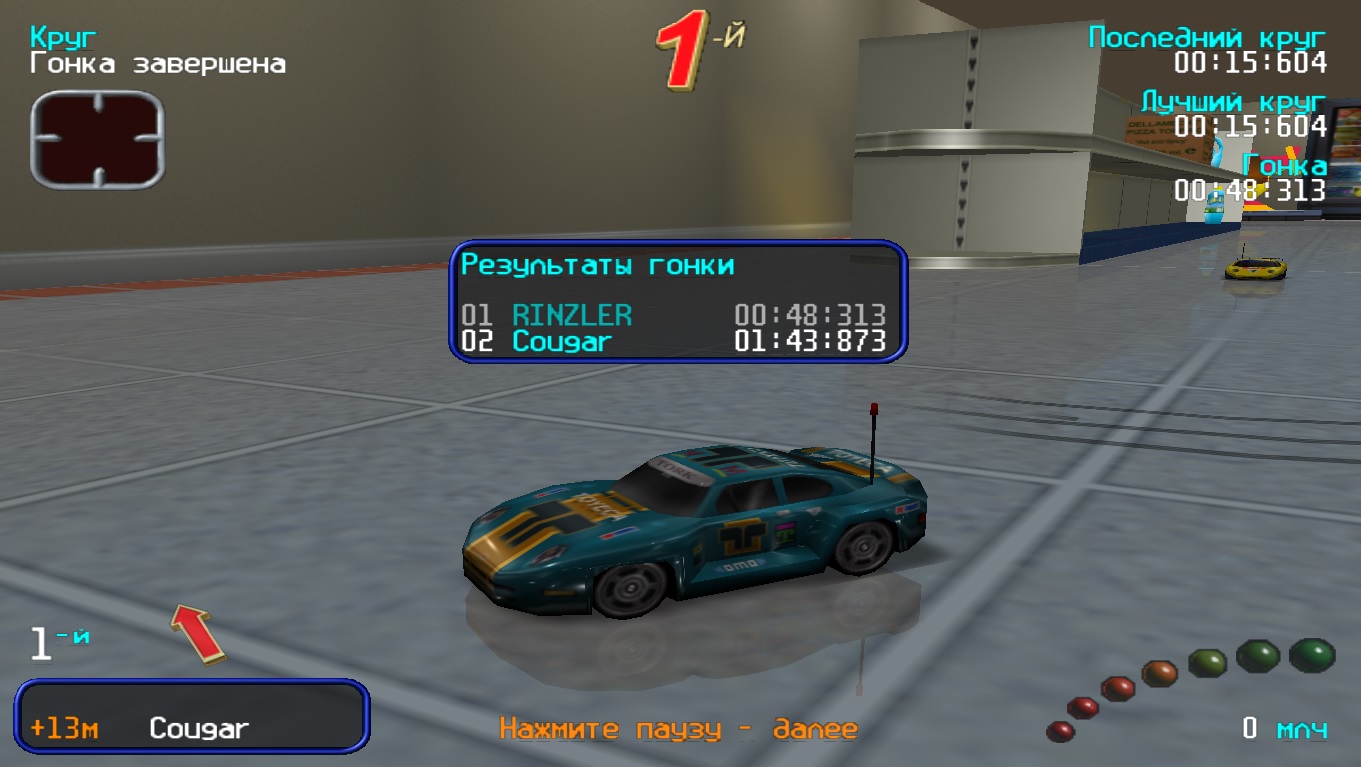 Круг
Гонка завершена
1-й
Последний круг
00:15:604
Лучший круг
00:15:604
Гонка
00:48:313
Результаты гонки
01 RINZLER 00:48:313
02 Cougar 01:43:873
TOYECA
1-й
+13м Cougar
Нажмите паузу - далее
0 млч